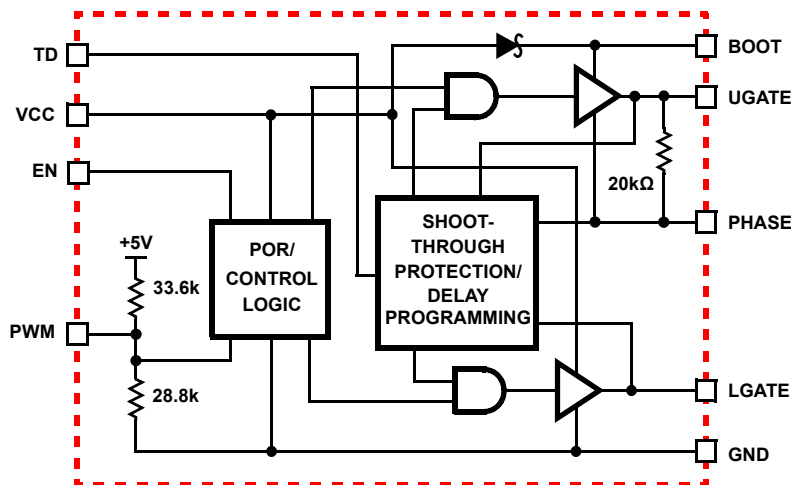 TD
VCC
EN
+5V
33.6k
PWM
28.8k
POR/
CONTROL
LOGIC
SHOOT-
THROUGH
PROTECTION/
DELAY
PROGRAMMING
20kΩ
BOOT
UGATE
PHASE
LGATE
GND